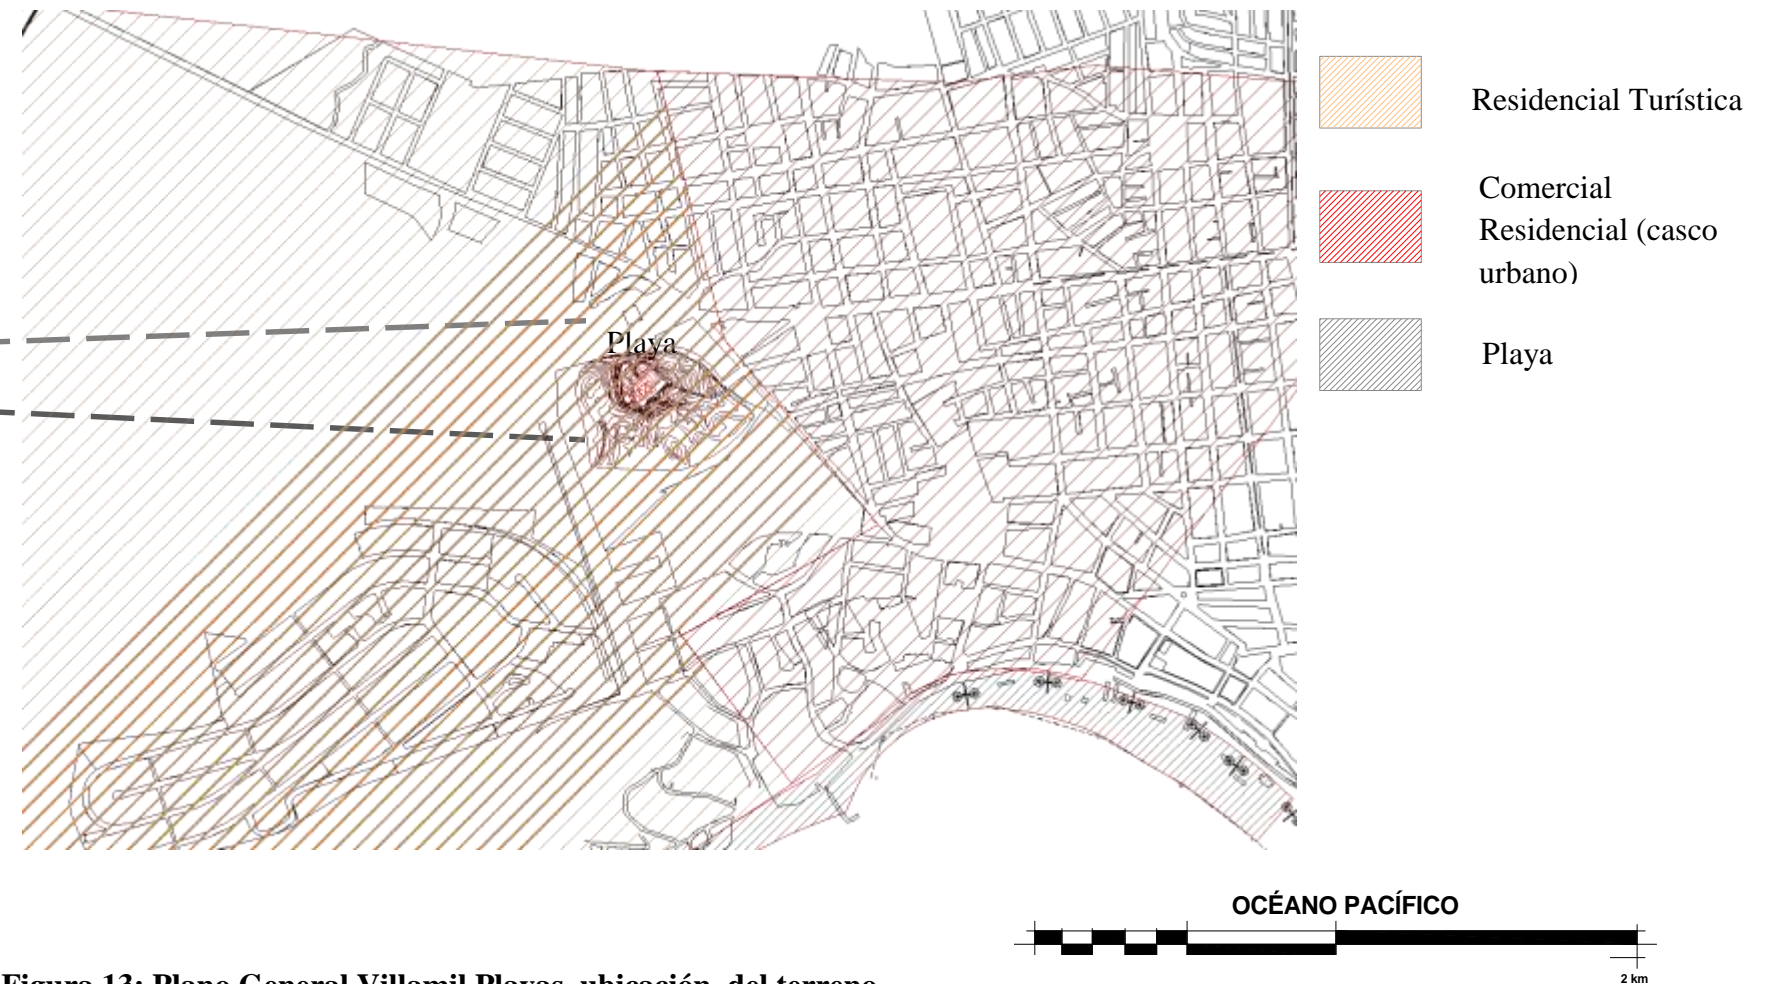 Residencial Turística
Comercial
Residencial (casco
urbano)
Playa
Playa
OCÉANO PACÍFICO
2 km
Figura 13: Plano General Villamil Playas, ubicación del terreno